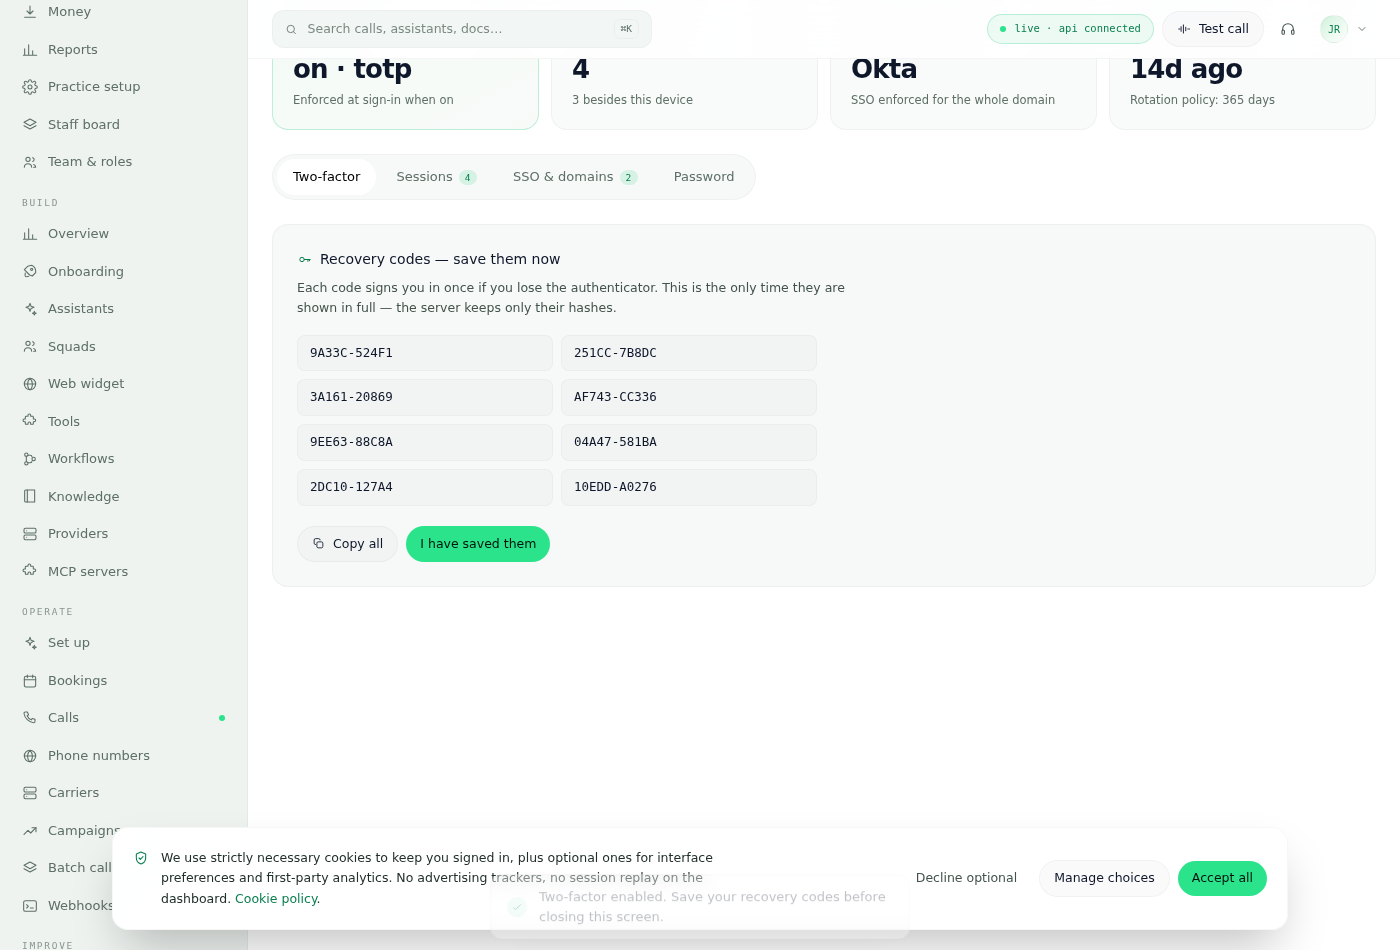 Money
Reports
Practice setup
Staff board
Team & roles
BUILD
Overview
Onboarding
Assistants
Squads
Web widget
Tools
Workflows
Knowledge
Providers
MCP servers
OPERATE
Set up
Bookings
Calls
Phone numbers
Carriers
Campaigns
Batch call
Webhooks
IMPROVE
Search calls, assistants, docs…
⌘K
live · api connected
Test call
JR
on · totp
Enforced at sign-in when on
4
3 besides this device
Okta
SSO enforced for the whole domain
14d ago
Rotation policy: 365 days
Two-factor
Sessions 4
SSO & domains 2
Password
Recovery codes — save them now
Each code signs you in once if you lose the authenticator. This is the only time they are
shown in full — the server keeps only their hashes.
9A33C-524F1
251CC-7B8DC
3A161-20869
AF743-CC336
9EE63-88C8A
04A47-581BA
2DC10-127A4
10EDD-A0276
Copy all
I have saved them
We use strictly necessary cookies to keep you signed in, plus optional ones for interface
preferences and first-party analytics. No advertising trackers, no session replay on the
dashboard. Cookie policy.
Decline optional
Manage choices
Accept all
Two-factor enabled. Save your recovery codes before
closing this screen.